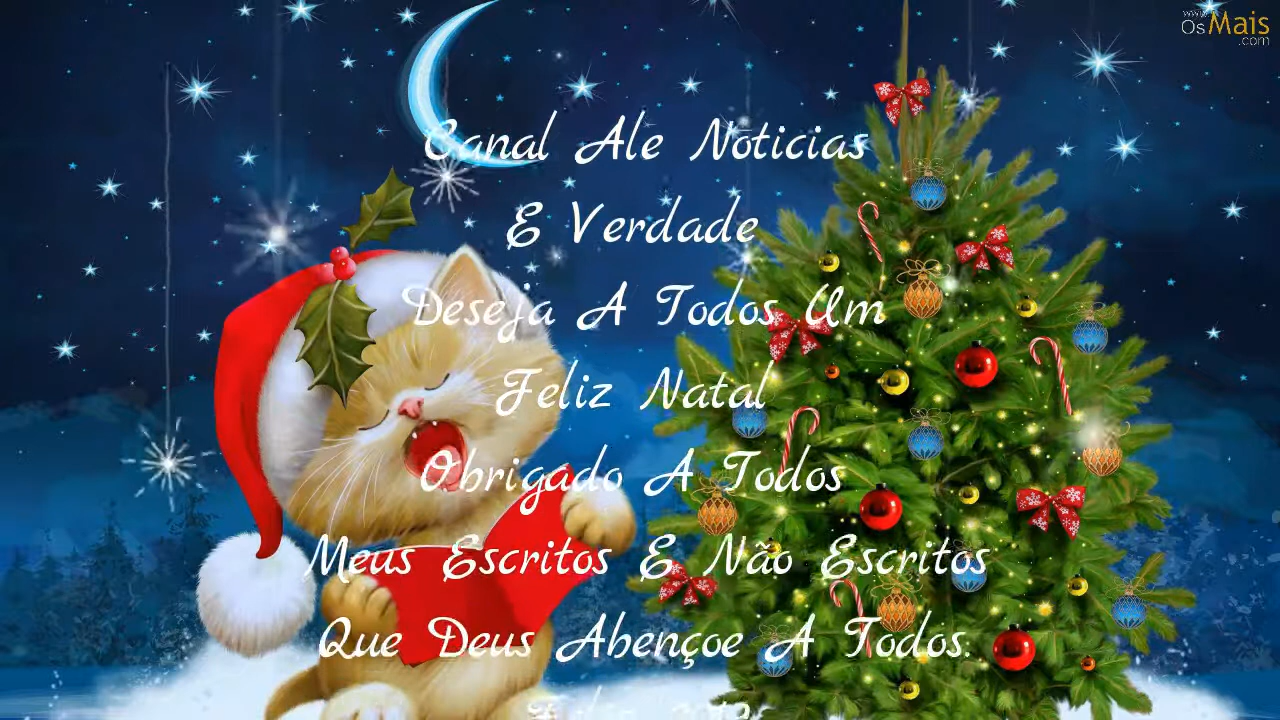 www.
OsMais
.com
Canal Ale Noticias
E Verdade
Deseja A Todos Um
Feliz Natal
Obrigado A Todos
Meus Escritos E Não Escritos
Que Deus Abençoe A Todos.